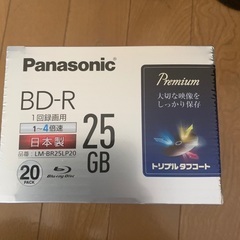 Panasonic
BD-R
1回録画用
1〜4倍速
日本製
25
GB
LM-BR25LP20
20
PACK
Blu-ray Disc
Premium
大切な映像を
しっかり保存
トリプルタフコート